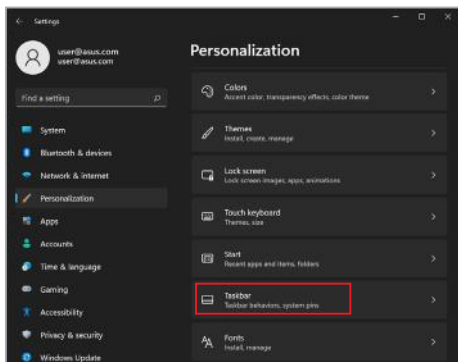 Settings
user@asus.com
user@asus.com
Find a setting
System
Bluetooth & devices
Network & internet
Personalization
Apps
Accounts
Time & language
Gaming
Accessibility
Privacy & security
Windows Update
Personalization
Colors
Accent color, transparency effects, color theme
Themes
Install, create, manage
Lock screen
Lock screen images, apps, animations
Touch keyboard
Themes, size
Start
Recent apps and items, folders
Taskbar
Taskbar behaviors, system pins
Fonts
Install, manage